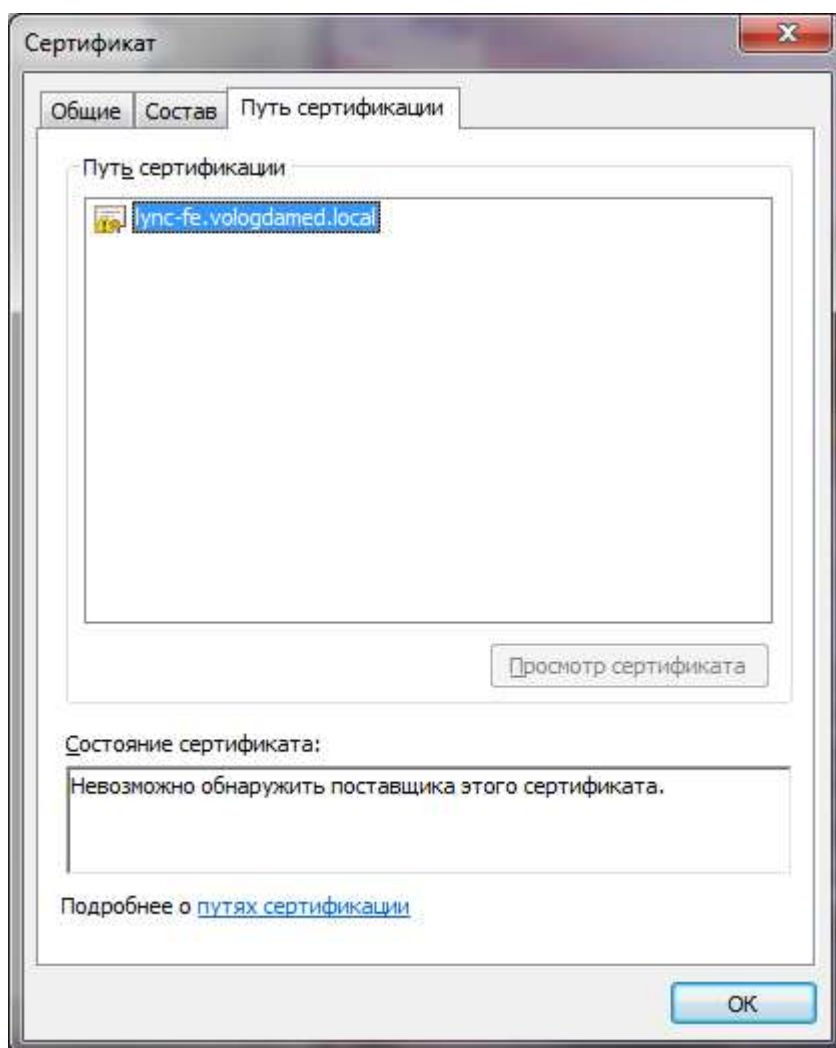 Сертификат
Общие Состав Путь сертификации
Путь сертификации
lync-fe.vologdamed.local
Просмотр сертификата
Состояние сертификата:
Невозможно обнаружить поставщика этого сертификата.
Подробнее о путях сертификации
ОК